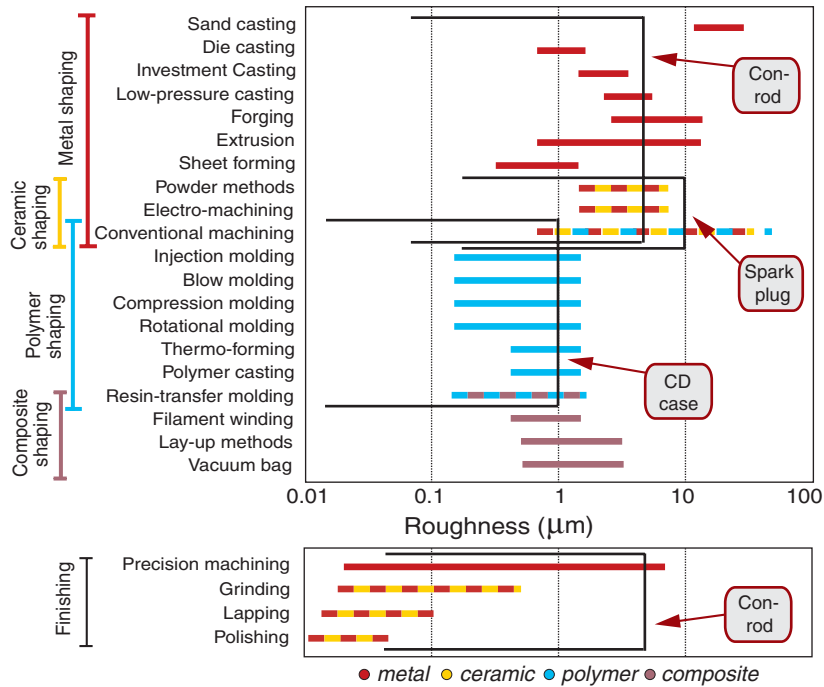 Metal shaping
Ceramic
shaping
Polymer
shaping
Composite
shaping
Sand casting
Die casting
Investment Casting
Low-pressure casting
Forging
Extrusion
Sheet forming
Powder methods
Electro-machining
Conventional machining
Injection molding
Blow molding
Compression molding
Rotational molding
Thermo-forming
Polymer casting
Resin-transfer molding
Filament winding
Lay-up methods
Vacuum bag
Con-
rod
Spark
plug
CD
case
0.01 0.1 1 10 100
Roughness (μm)
Finishing
Precision machining
Grinding
Lapping
Polishing
Con-
rod
metal ceramic polymer composite